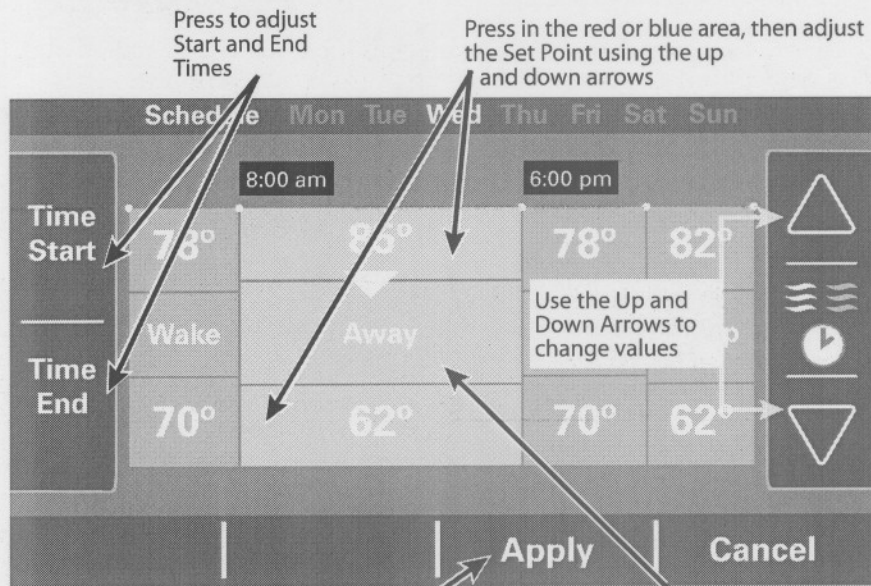 Press to adjust
Start and End
Times
Press in the red or blue area, then adjust
the Set Point using the up
and down arrows
Schedule Mon Tue Wed Thu Fri Sat Sun
8:00 am 6:00 pm
Time
Start
78° 85° 78° 82°
Use the Up and
Down Arrows to
change values
Wake Away
Time
End
70° 62° 70° 62°
Apply Cancel